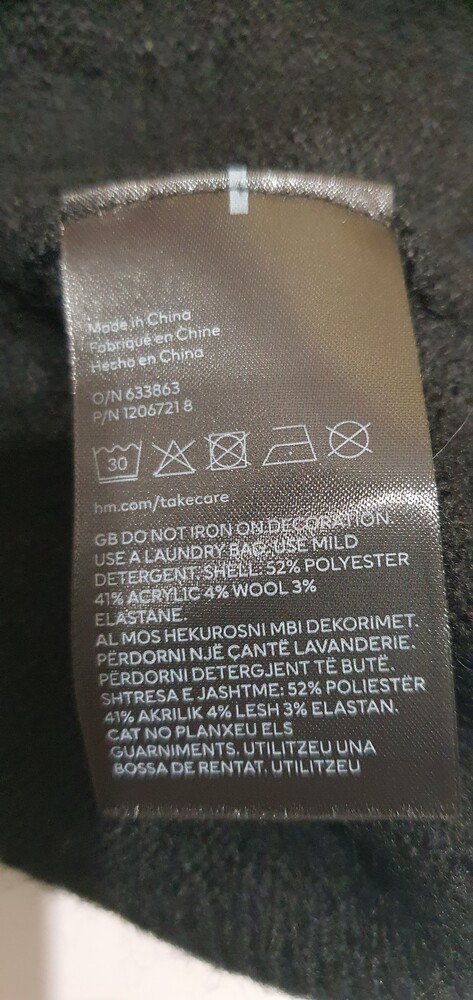 Made in China
Fabriqué en Chine
Hecho en China
O/N 633863
P/N 1206721 8
30
hm.com/takecare
GB DO NOT IRON ON DECORATION.
USE A LAUNDRY BAG. USE MILD
DETERGENT. SHELL: 52% POLYESTER
41% ACRYLIC 4% WOOL 3%
ELASTANE.
AL MOS HEKUROSNI MBI DEKORIMET.
PËRDORNI NJË ÇANTË LAVANDERIE.
PËRDORNI DETERGJENT TË BUTË.
SHTRESA E JASHTME: 52% POLIESTËR
41% AKRILIK 4% LESH 3% ELASTAN.
CAT NO PLANXEU ELS
GUARNIMENTS. UTILITZEU UNA
BOSSA DE RENTAT. UTILITZEU